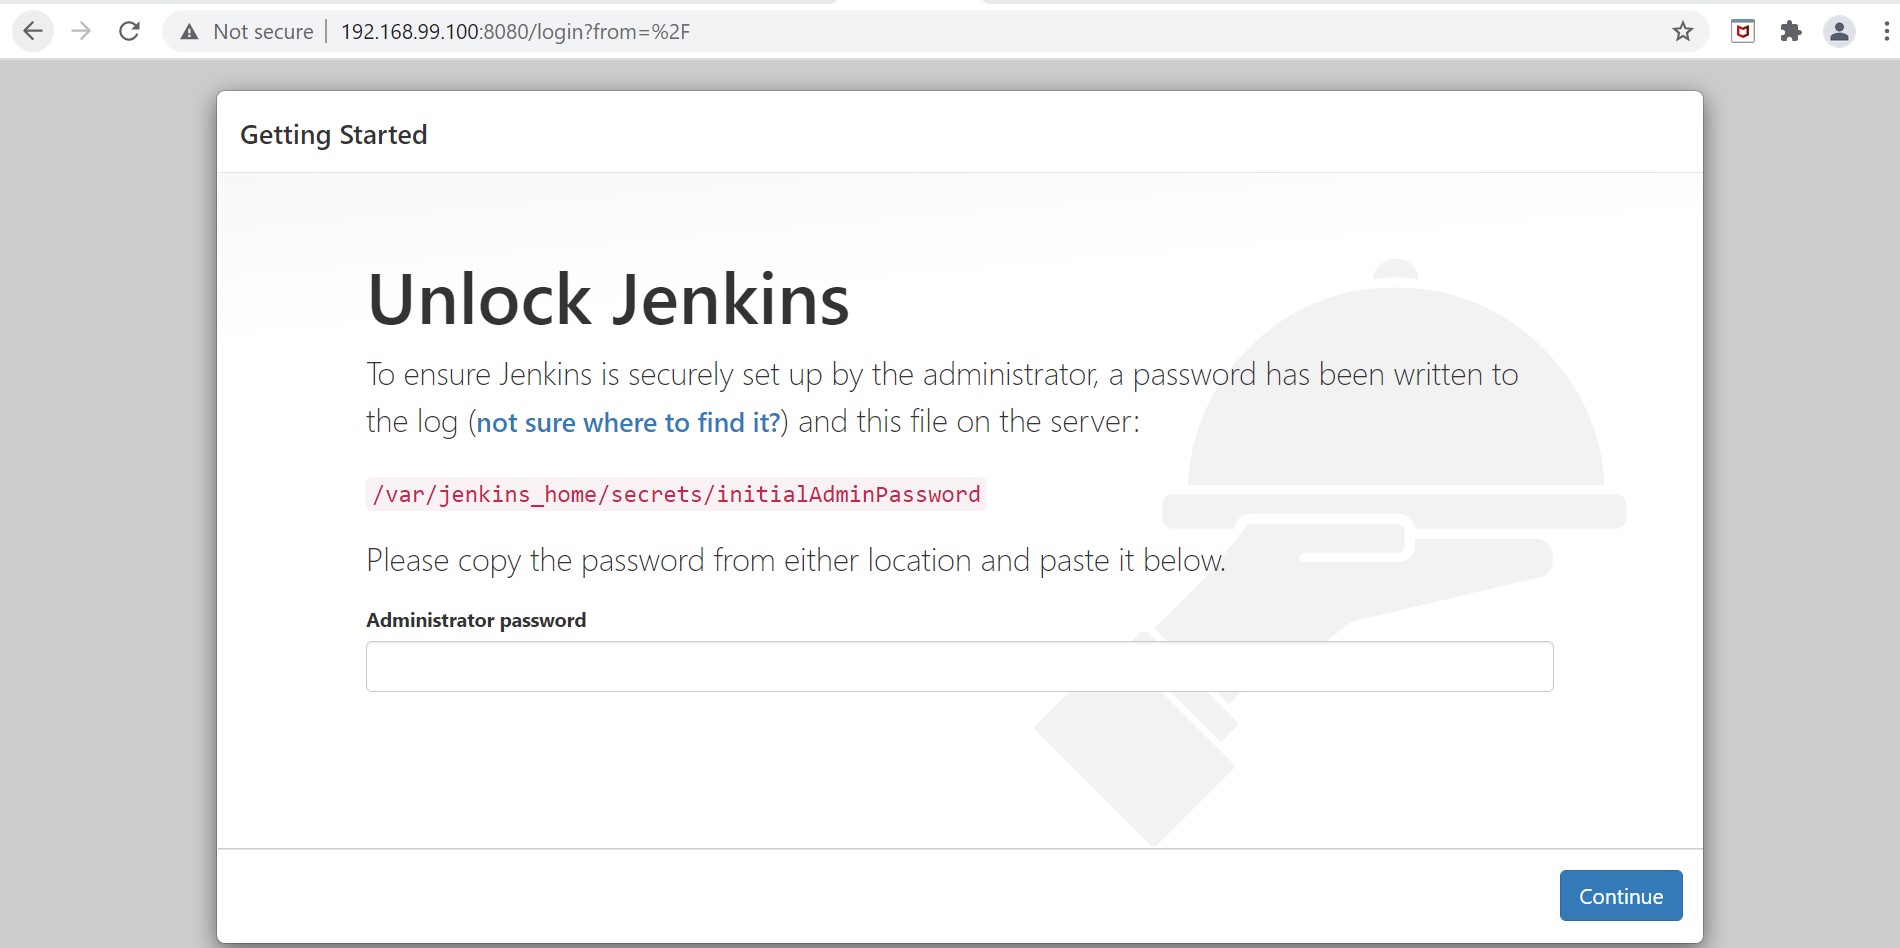 Not secure | 192.168.99.100:8080/login?from=%2F
Getting Started
Unlock Jenkins
To ensure Jenkins is securely set up by the administrator, a password has been written to
the log (not sure where to find it?) and this file on the server:
/var/jenkins_home/secrets/initialAdminPassword
Please copy the password from either location and paste it below.
Administrator password
Continue